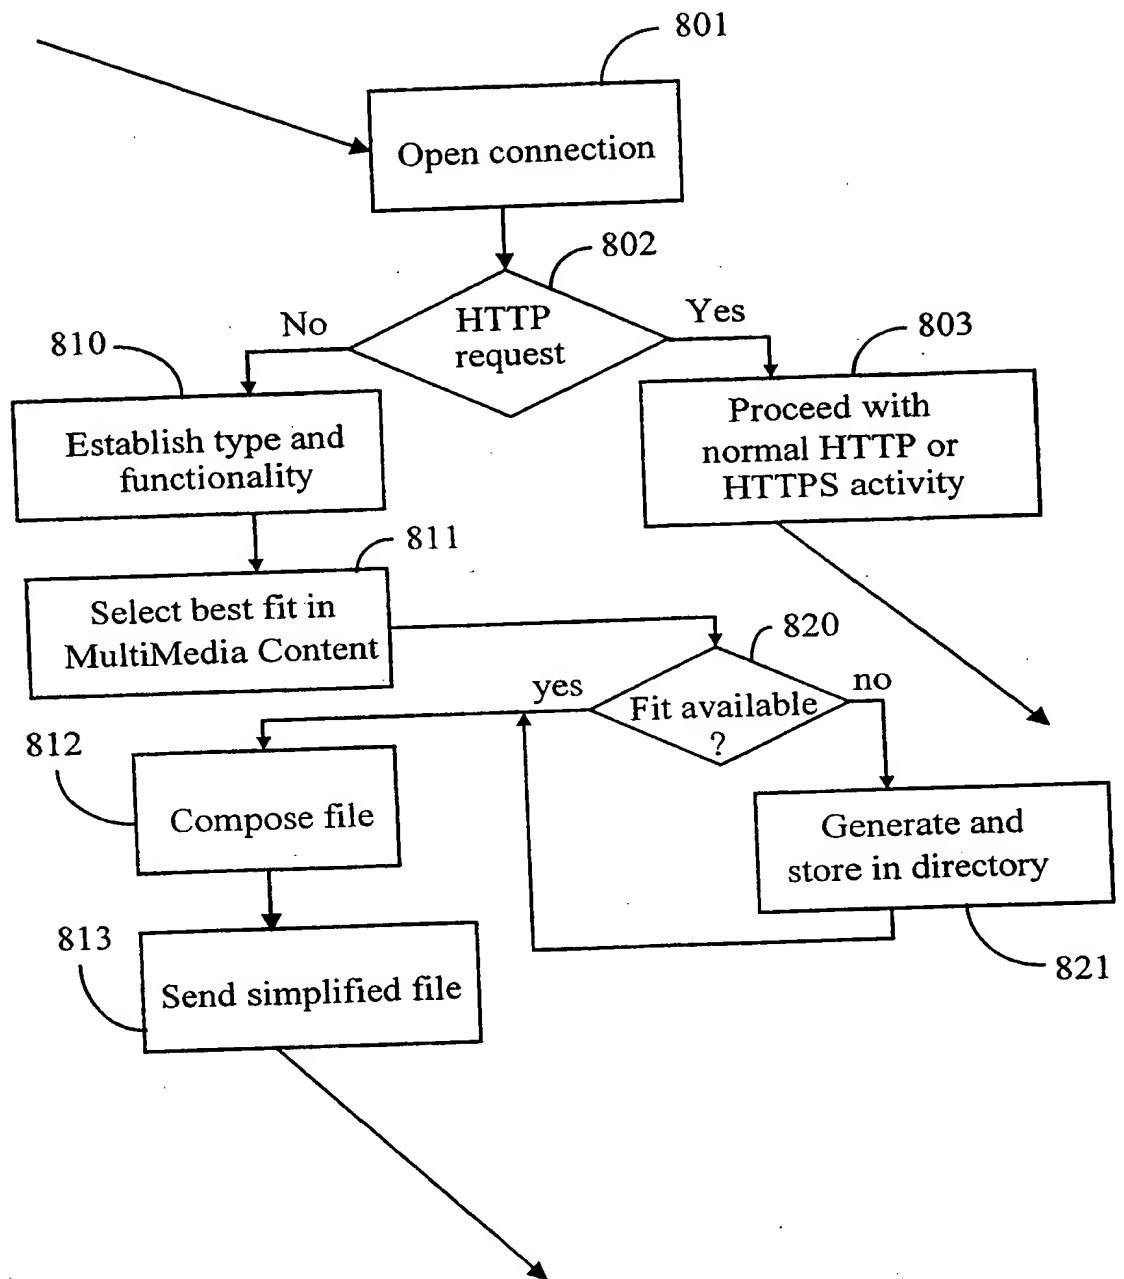 801
Open connection
802
HTTP
request
No
Yes
810
803
Establish type and
functionality
Proceed with
normal HTTP or
HTTPS activity
811
Select best fit in
MultiMedia Content
820
yes
no
Fit available
?
812
Compose file
Generate and
store in directory
813
821
Send simplified file